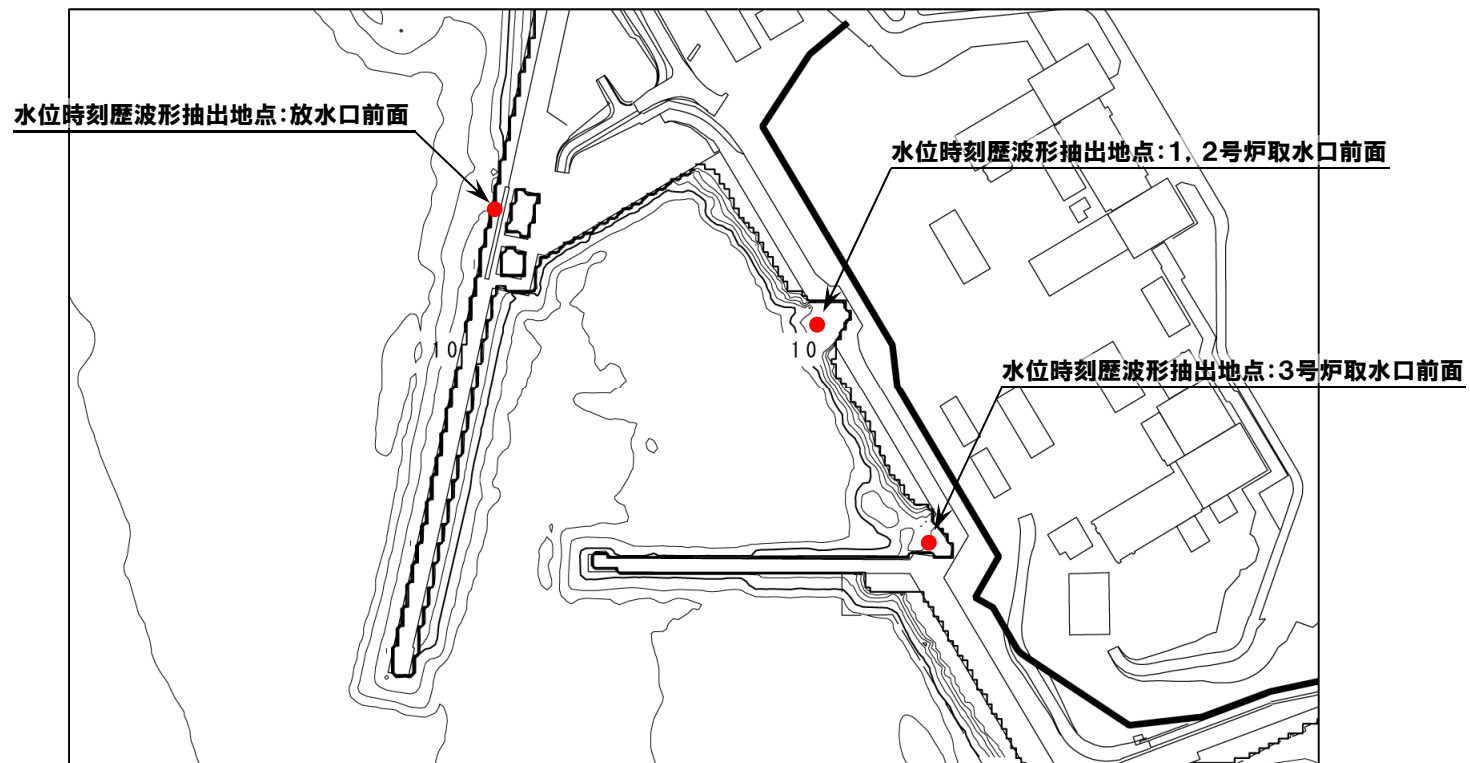 水位時刻歴波形抽出地点:放水口前面
水位時刻歴波形抽出地点:1, 2号炉取水口前面
10
10
水位時刻歴波形抽出地点:3号炉取水口前面